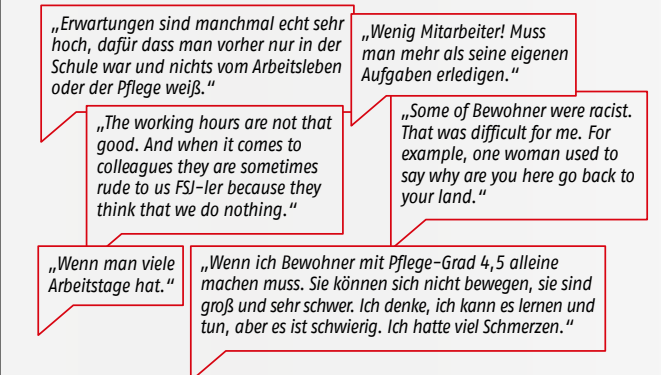 „Erwartungen sind manchmal echt sehr
hoch, dafür dass man vorher nur in der
Schule war und nichts vom Arbeitsleben
oder der Pflege weiß.“
„Wenig Mitarbeiter! Muss
man mehr als seine eigenen
Aufgaben erledigen.“
„The working hours are not that
good. And when it comes to
colleagues they are sometimes
rude to us FSJ-ler because they
think that we do nothing.“
„Some of Bewohner were racist.
That was difficult for me. For
example, one woman used to
say why are you here go back to
your land.“
„Wenn man viele
Arbeitstage hat.“
„Wenn ich Bewohner mit Pflege-Grad 4,5 alleine
machen muss. Sie können sich nicht bewegen, sie sind
groß und sehr schwer. Ich denke, ich kann es lernen und
tun, aber es ist schwierig. Ich hatte viel Schmerzen.“